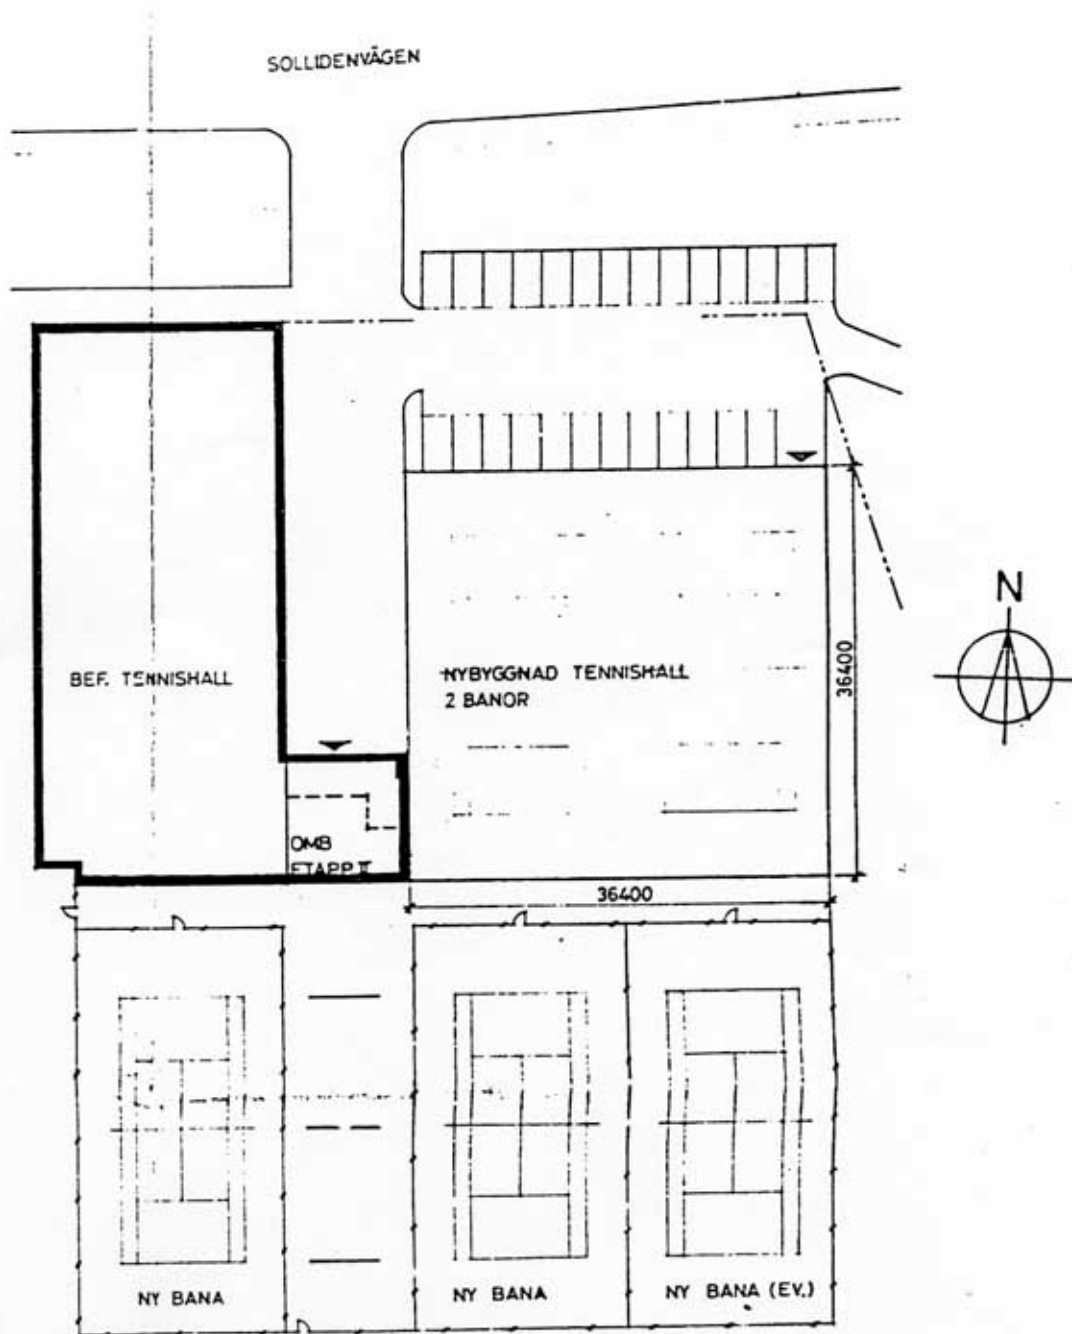 SOLLIDENVÄGEN
N
BEF. TENNISHALL
NYBYGGNAD TENNISHALL
2 BANOR
36400
OMB
ETAPP II
36400
NY BANA
NY BANA
NY BANA (EV.)